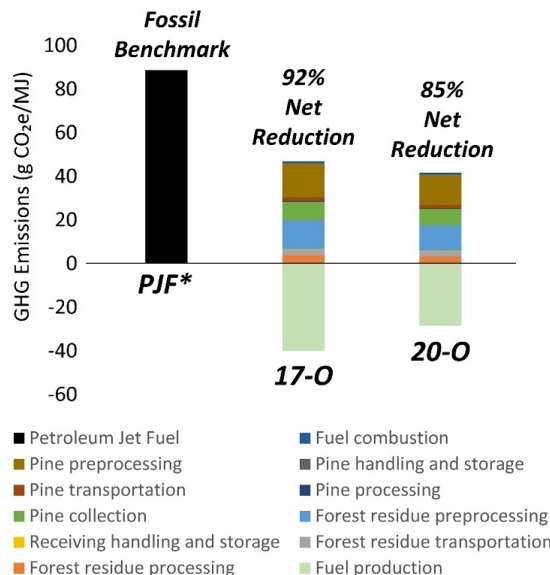 Fossil
Benchmark
92%
Net
Reduction
85%
Net
Reduction
GHG Emissions (g CO₂e/MJ)
100
80
60
40
20
0
-20
-40
-60
PJF*
17-O
20-O
Petroleum Jet Fuel
Fuel combustion
Pine preprocessing
Pine handling and storage
Pine transportation
Pine processing
Pine collection
Forest residue preprocessing
Receiving handling and storage
Forest residue transportation
Forest residue processing
Fuel production